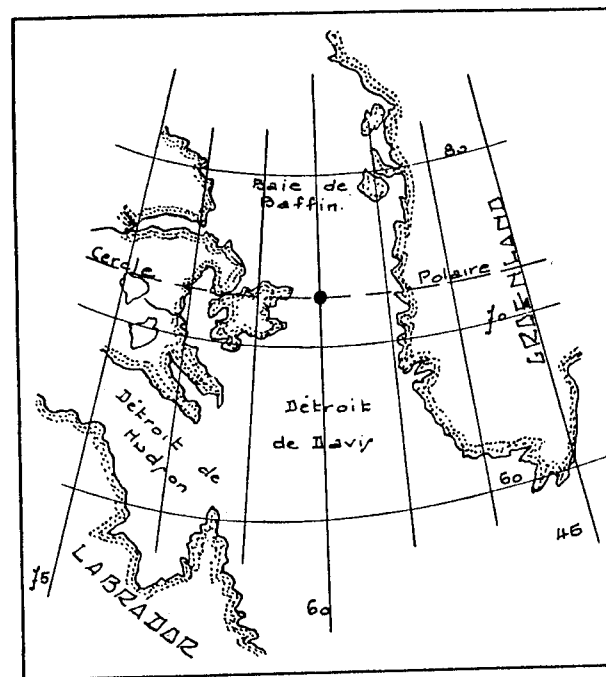 80
Baie de
Baffin.
Cercle
Polaire
GROENLAND
70
Détroit
de Davis
Détroit de
Hudson
60
45
75
LABRADOR
60